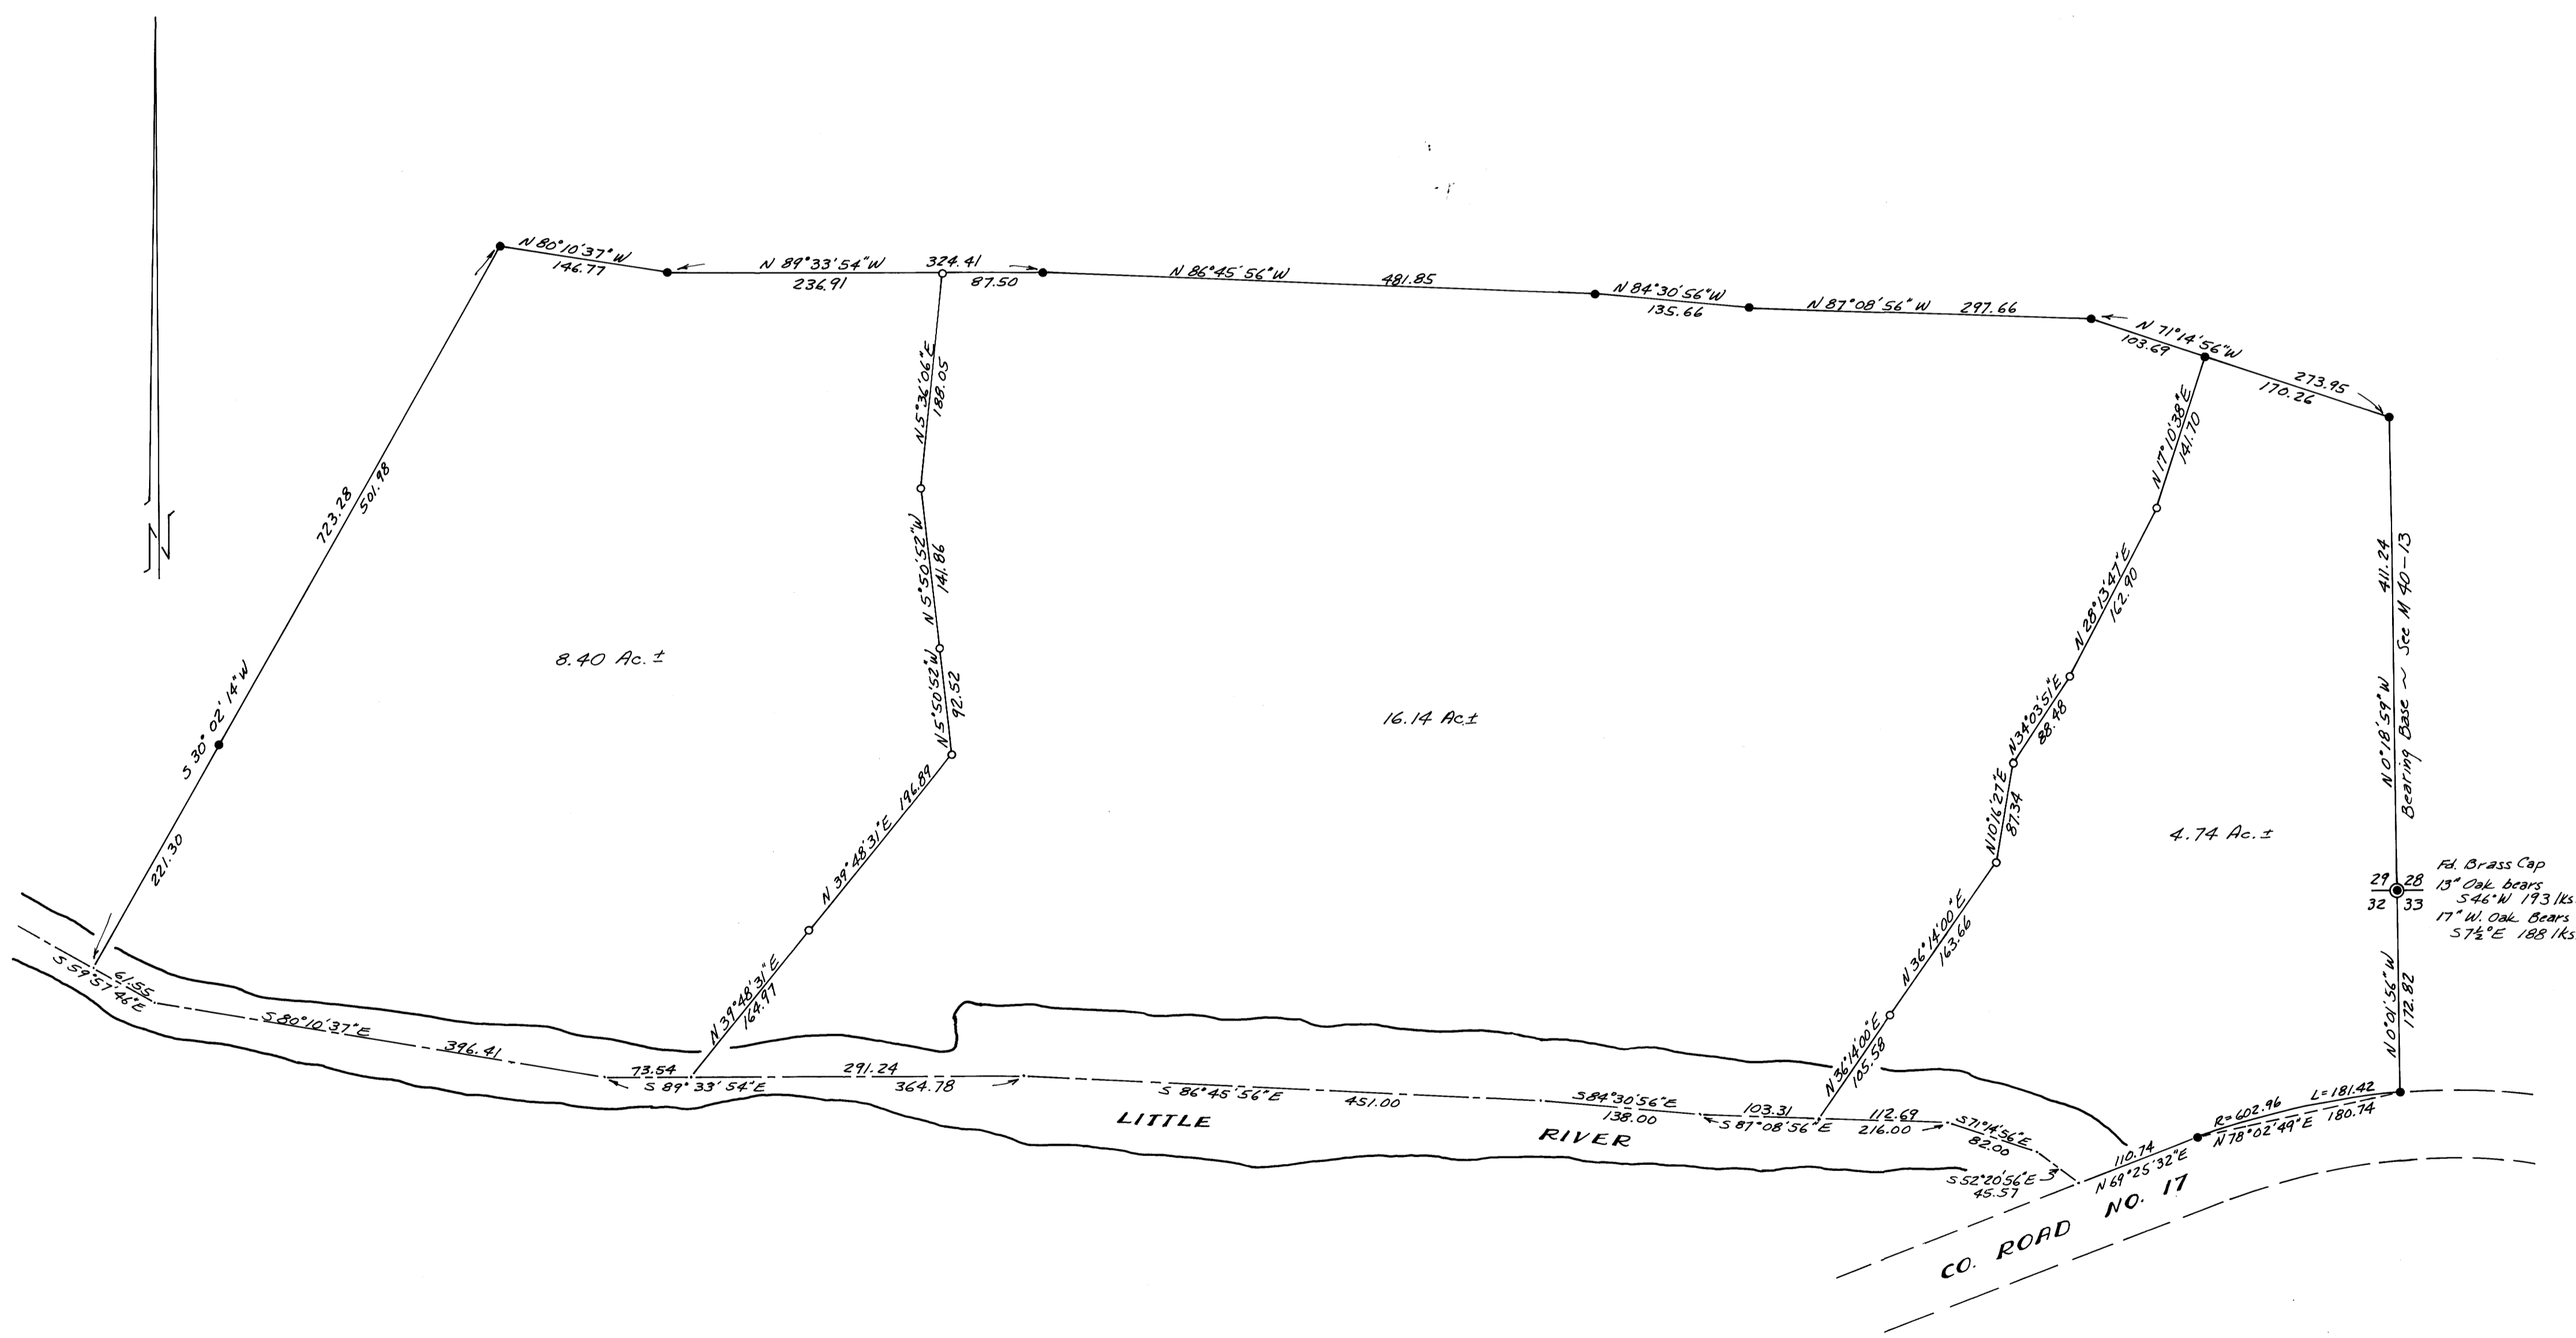 N
N 80°10'37" W
146.77
N 89°33'54" W
324.41
236.91
87.50
N 86°45'56" W
481.85
N 84°30'56" W
135.66
N 87°08'56" W
297.66
N 71°14'56" W
103.69
273.95
170.26
723.28
501.98
S 30°02'14" W
221.30
8.40 Ac. ±
N 5°36'06" E
188.05
N 5°50'52" W
141.86
N 5°50'52" W
92.52
N 39°48'31" E
196.89
N 39°48'31" E
164.97
16.14 Ac ±
N 17°10'38" E
141.70
N 28°13'47" E
162.90
N 34°03'51" E
88.48
N 10°16'27" E
87.34
N 36°14'00" E
163.66
N 36°14'00" E
105.58
4.74 Ac. ±
N 0°18'59" W
411.24
Bearing Base ~ See M 40-13
29 28
32 33
Fd. Brass Cap
13" Oak bears
S 46° W 193 lks
17" W. Oak Bears
S 7½° E 188 lks
N 0°01'56" W
172.82
61.55
S 59°57'46" E
S 80°10'37" E
396.41
73.54
S 89°33'54" E
291.24
364.78
S 86°45'56" E
451.00
S 84°30'56" E
138.00
103.31
S 87°08'56" E
112.69
216.00
S 71°14'56" E
82.00
S 52°20'56" E
45.57
LITTLE RIVER
110.74
N 69°25'32" E
R=602.96
L=181.42
N 78°02'49" E 180.74
CO. ROAD NO. 17